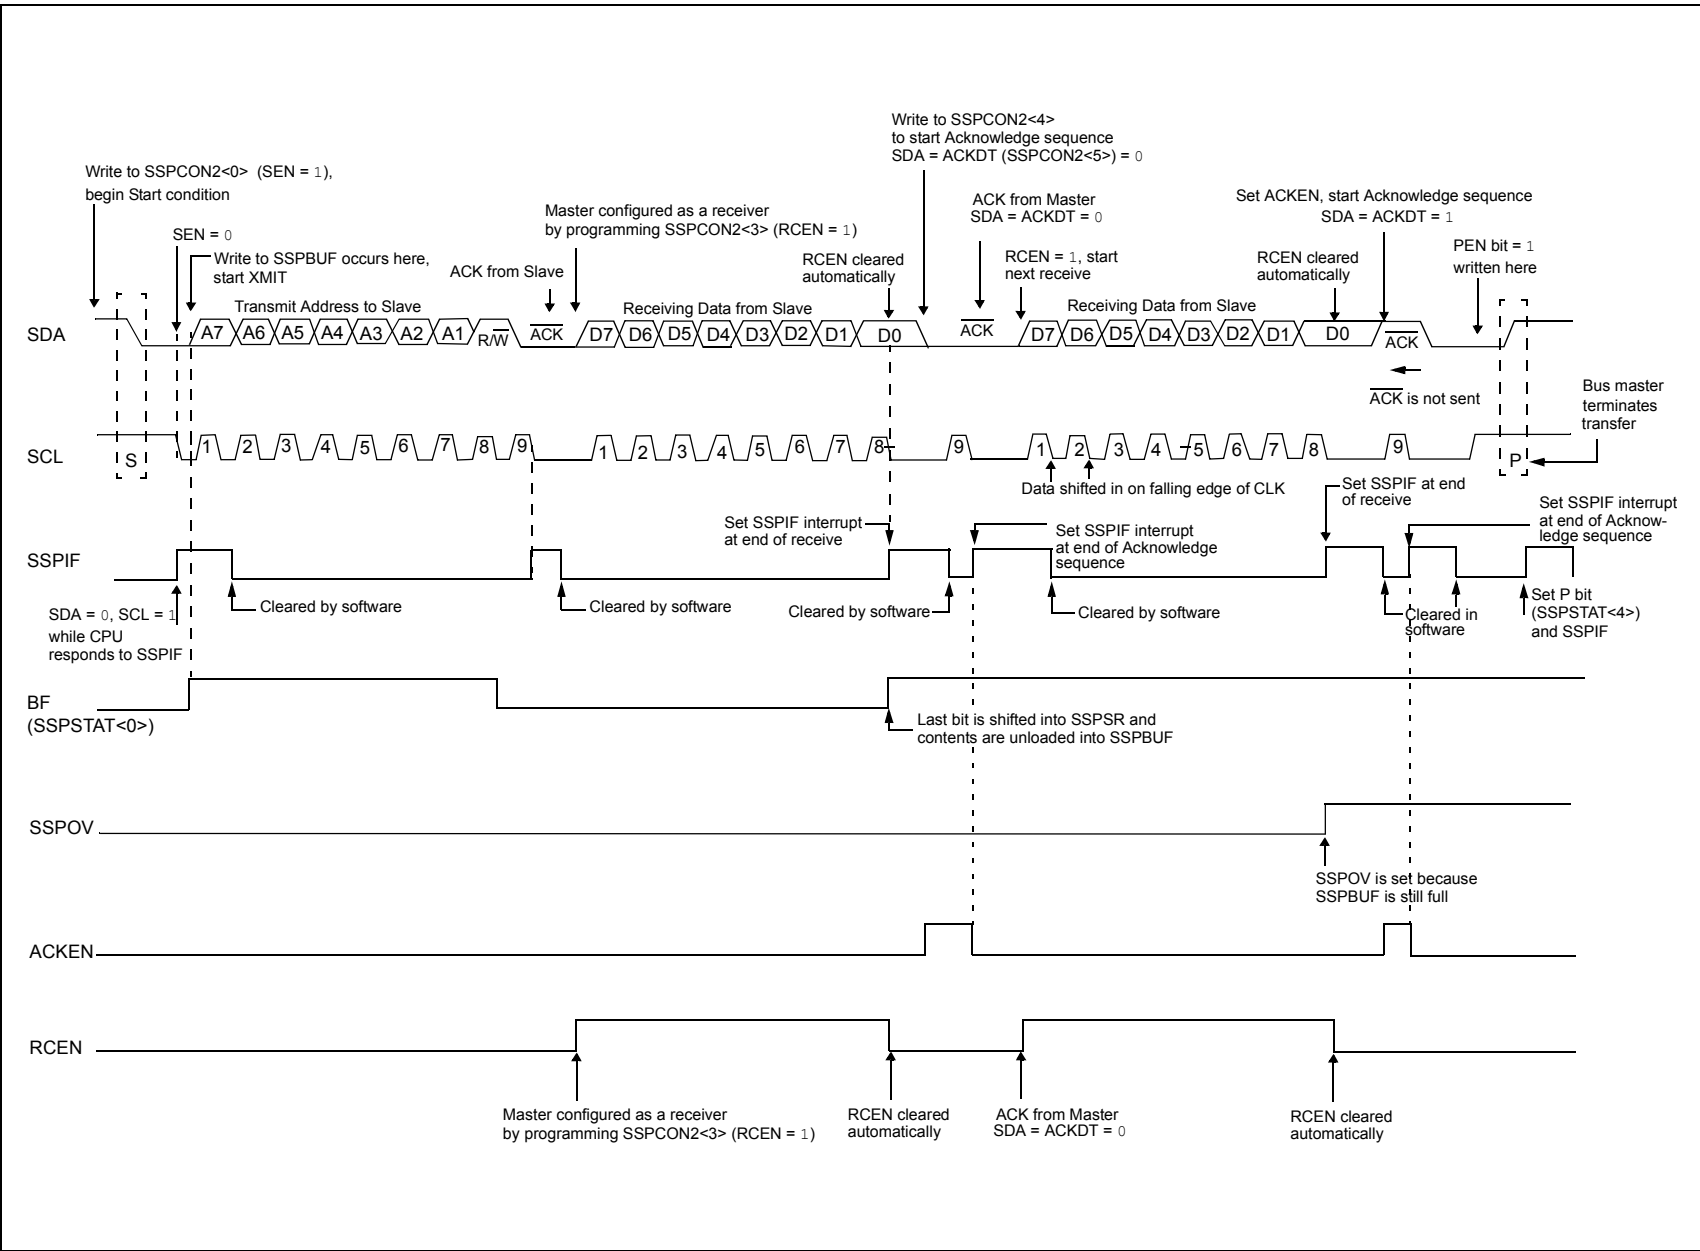 Write to SSPCON2<4>
to start Acknowledge sequence
SDA = ACKDT (SSPCON2<5>) = 0
Write to SSPCON2<0> (SEN = 1),
begin Start condition
ACK from Master
SDA = ACKDT = 0
Set ACKEN, start Acknowledge sequence
SDA = ACKDT = 1
Master configured as a receiver
by programming SSPCON2<3> (RCEN = 1)
SEN = 0
Write to SSPBUF occurs here,
start XMIT
ACK from Slave
RCEN cleared
automatically
RCEN = 1, start
next receive
RCEN cleared
automatically
PEN bit = 1
written here
Transmit Address to Slave
Receiving Data from Slave
Receiving Data from Slave
SDA
A7 A6 A5 A4 A3 A2 A1 R/W ACK D7 D6 D5 D4 D3 D2 D1 D0 ACK D7 D6 D5 D4 D3 D2 D1 D0 ACK
ACK is not sent
Bus master
terminates
transfer
SCL
S 1 2 3 4 5 6 7 8 9 1 2 3 4 5 6 7 8 9 1 2 3 4 5 6 7 8 9 P
Data shifted in on falling edge of CLK
Set SSPIF interrupt
at end of receive
Set SSPIF interrupt
at end of Acknowledge
sequence
Set SSPIF at end
of receive
Set SSPIF interrupt
at end of Acknow-
ledge sequence
SSPIF
SDA = 0, SCL = 1
while CPU
responds to SSPIF
Cleared by software
Cleared by software
Cleared by software
Cleared by software
Cleared in
software
Set P bit
(SSPSTAT<4>)
and SSPIF
BF
(SSPSTAT<0>)
Last bit is shifted into SSPSR and
contents are unloaded into SSPBUF
SSPOV
SSPOV is set because
SSPBUF is still full
ACKEN
RCEN
Master configured as a receiver
by programming SSPCON2<3> (RCEN = 1)
RCEN cleared
automatically
ACK from Master
SDA = ACKDT = 0
RCEN cleared
automatically